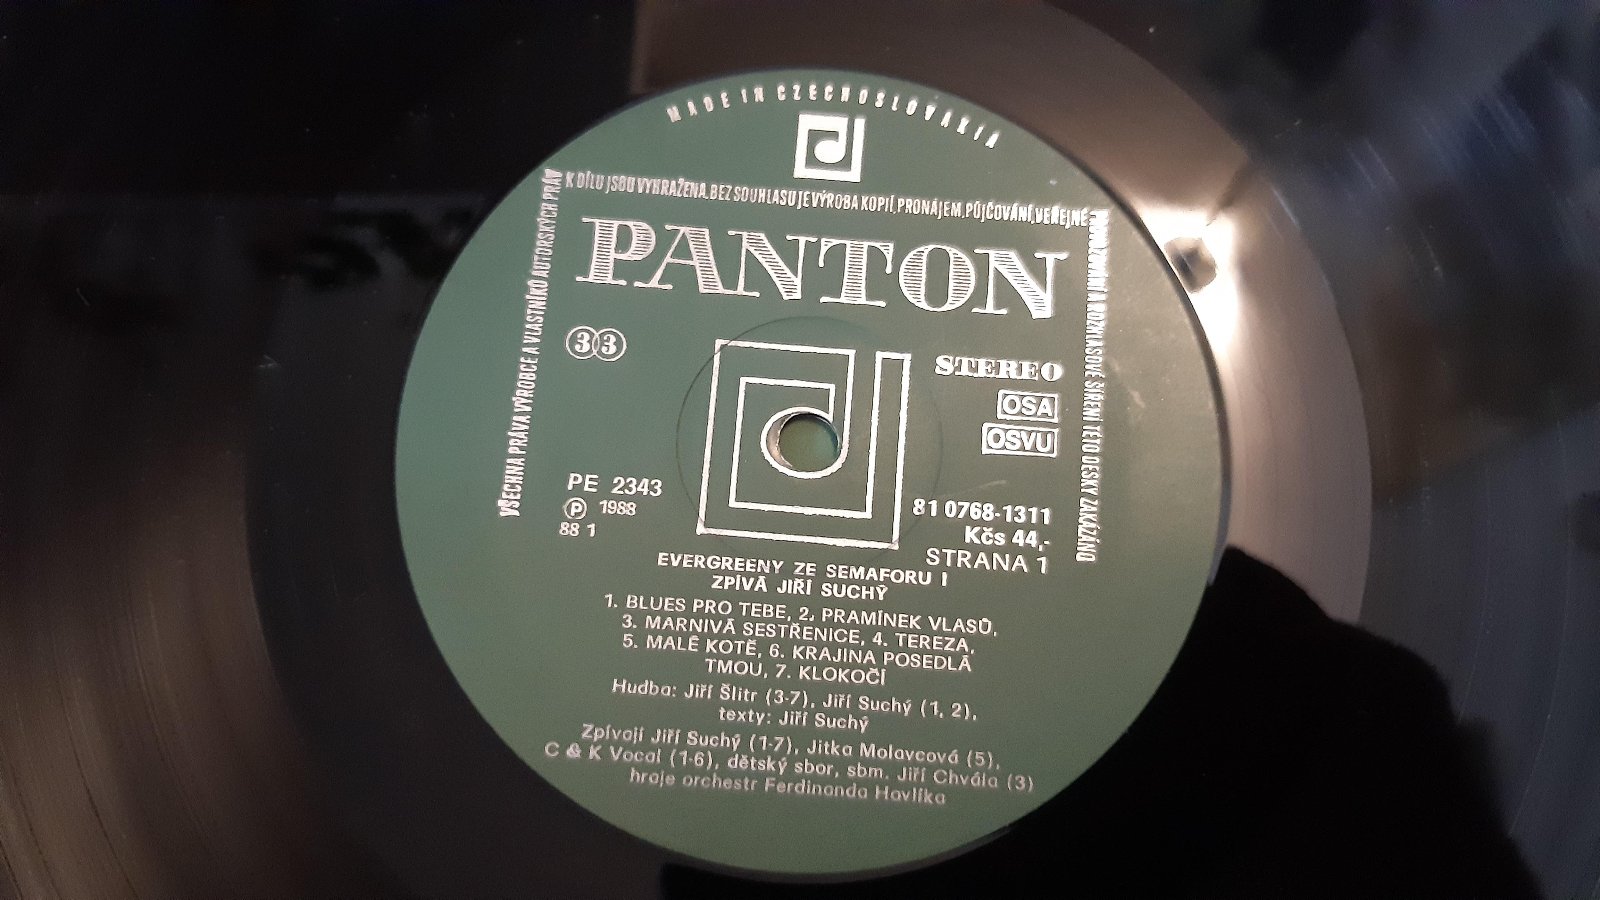 MADE IN CZECHOSLOVAKIA
VŠECHNA PRÁVA VÝROBCE A VLASTNÍKŮ AUTORSKÝCH PRÁV
K DÍLU JSOU VYHRAŽENA. BEZ SOUHLASU JE VÝROBA KOPIÍ, PRONÁJEM, PŮJČOVÁNÍ, VEŘEJNÉ
PROVOZOVÁNÍ A ROZHLASOVÉ ŠÍŘENÍ TÉTO DESKY ZAKÁZÁNO
PANTON
33
STEREO
OSA
OSVU
PE 2343
Ⓟ 1988
88 1
81 0768-1311
Kčs 44,-
STRANA 1
EVERGREENY ZE SEMAFORU I
ZPÍVÁ JIŘÍ SUCHÝ
1. BLUES PRO TEBE, 2. PRAMÍNEK VLASŮ,
3. MARNIVÁ SESTŘENICE, 4. TEREZA,
5. MALÉ KOTĚ, 6. KRAJINA POSEDLÁ
TMOU, 7. KLOKOČÍ
Hudba: Jiří Šlitr (3-7), Jiří Suchý (1, 2),
texty: Jiří Suchý
Zpívají Jiří Suchý (1-7), Jitka Molavcová (5),
C & K Vocal (1-6), dětský sbor, sbm. Jiří Chvála (3)
hraje orchestr Ferdinanda Havlíka